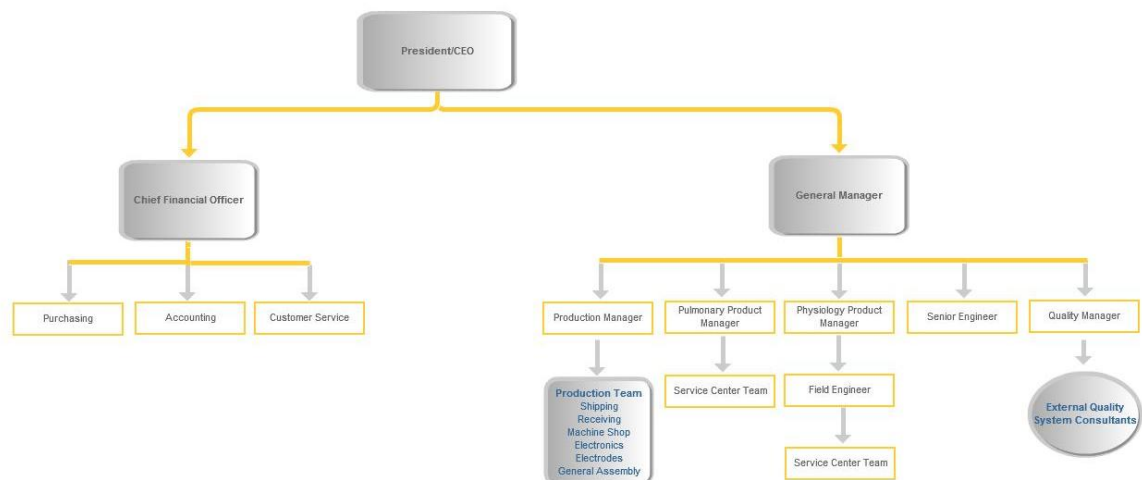 President/CEO
Chief Financial Officer
General Manager
Purchasing
Accounting
Customer Service
Production Manager
Pulmonary Product
Manager
Physiology Product
Manager
Senior Engineer
Quality Manager
Production Team
Shipping
Receiving
Machine Shop
Electronics
Electrodes
General Assembly
Service Center Team
Field Engineer
Service Center Team
External Quality
System Consultants